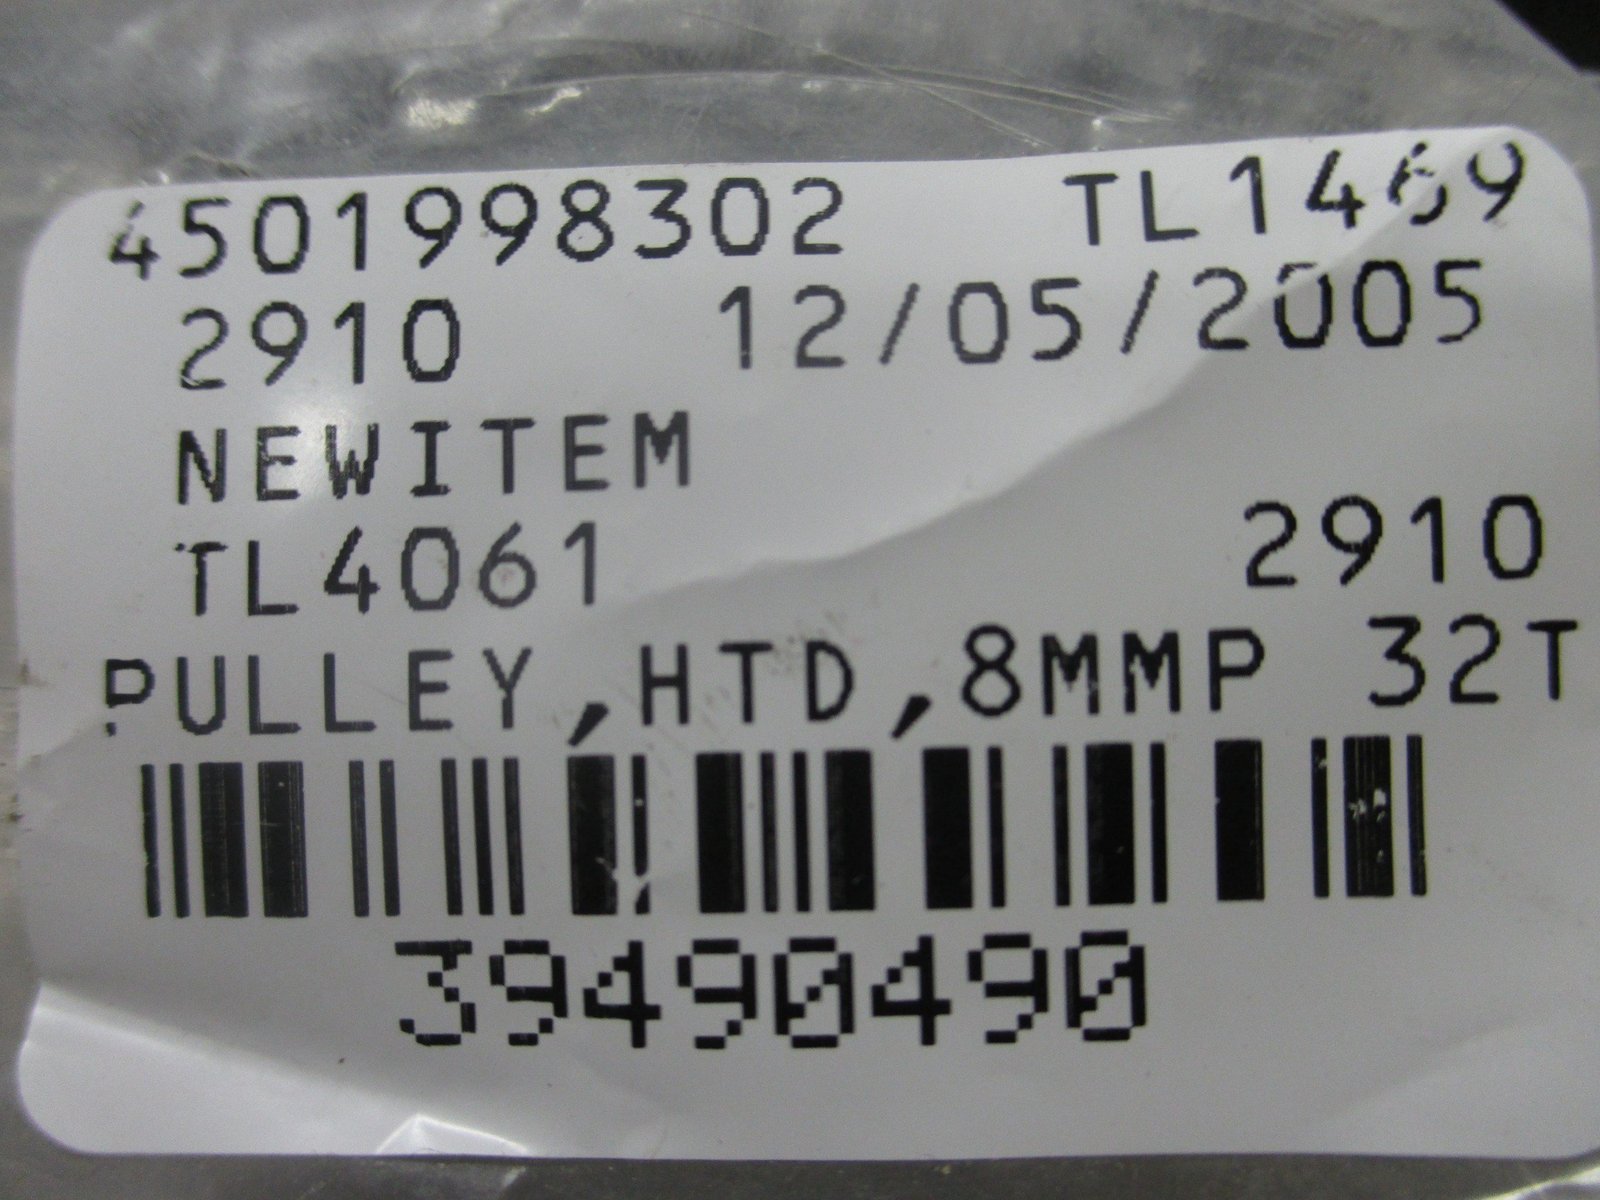 4501998302 TL1469
2910 12/05/2005
NEWITEM
TL4061 2910
PULLEY,HTD,8MMP 32T
39490490